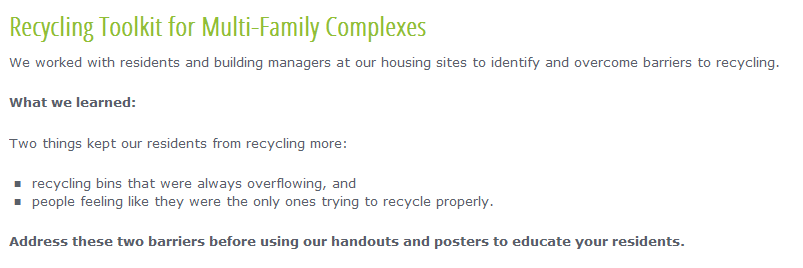 Recycling Toolkit for Multi-Family Complexes
We worked with residents and building managers at our housing sites to identify and overcome barriers to recycling.
What we learned:
Two things kept our residents from recycling more:
▪ recycling bins that were always overflowing, and
▪ people feeling like they were the only ones trying to recycle properly.
Address these two barriers before using our handouts and posters to educate your residents.